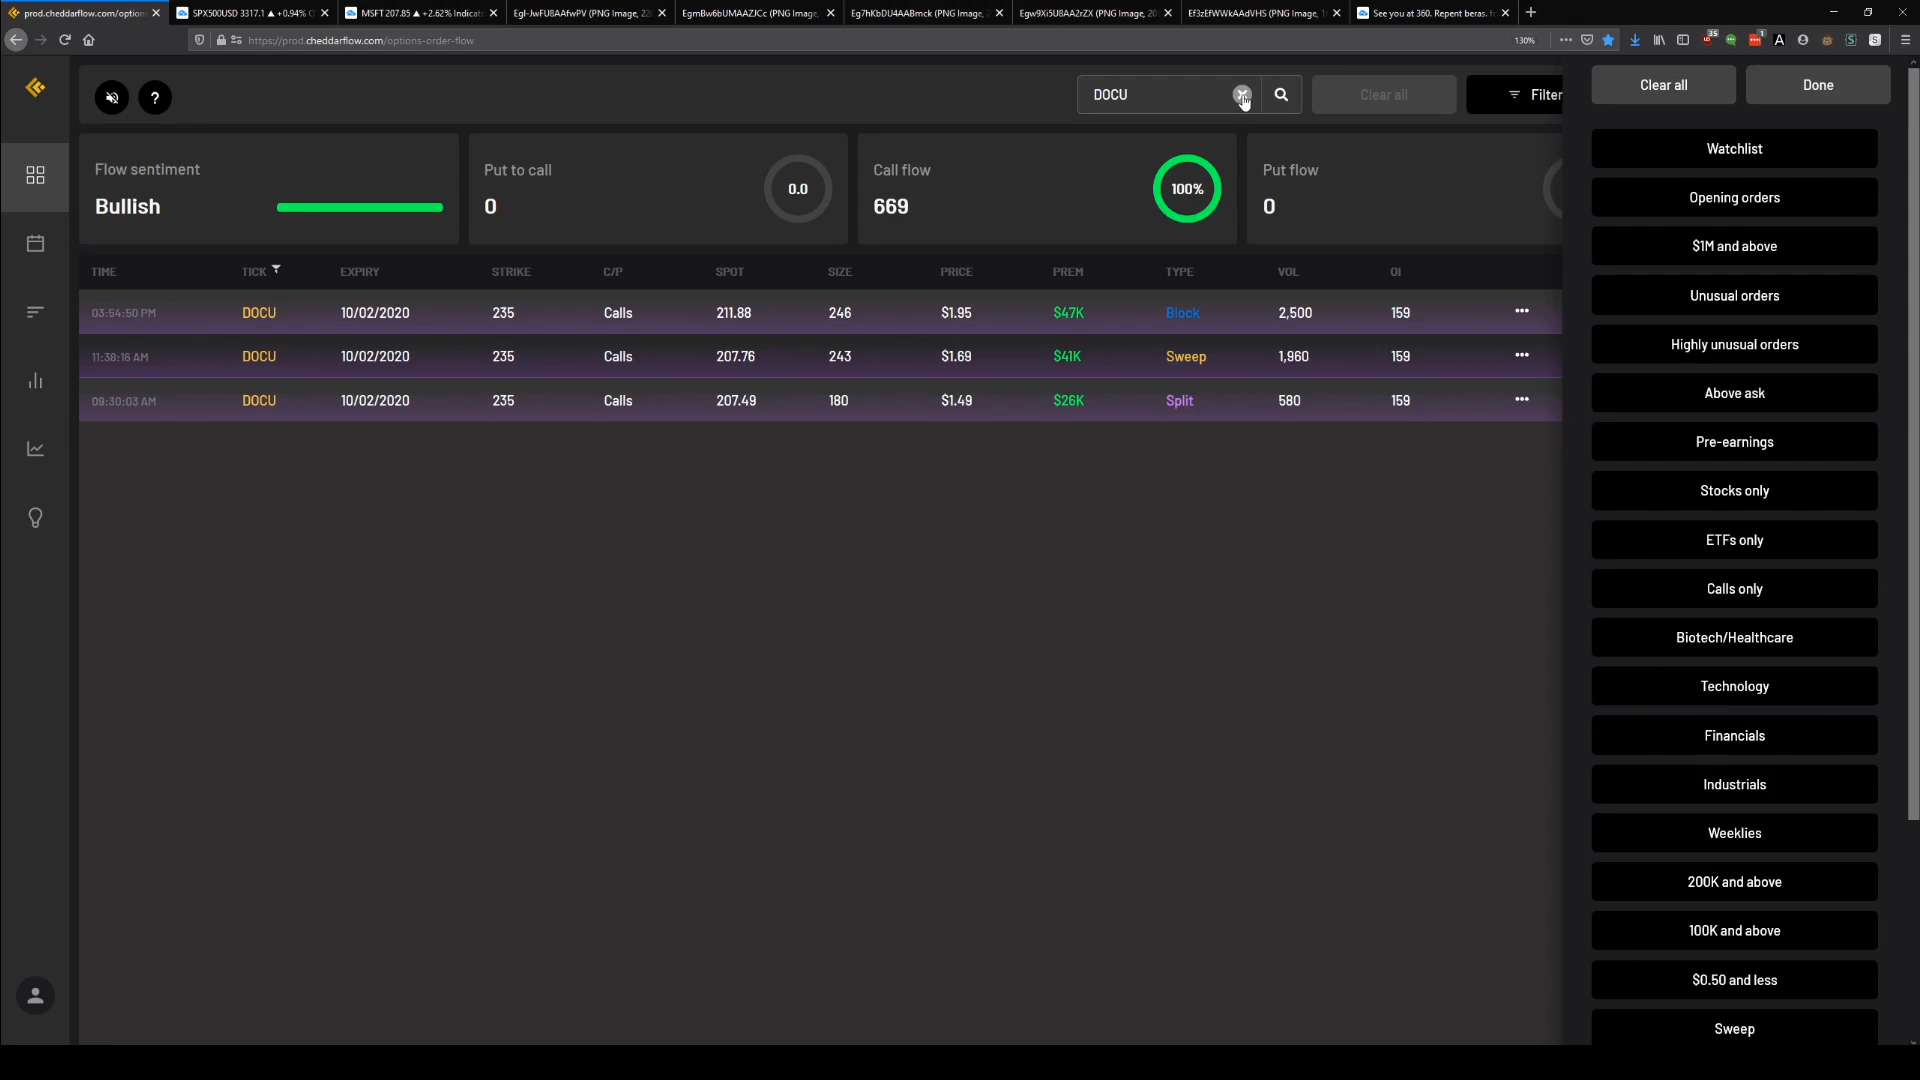 prod.cheddarflow.com/option
SPX500USD 3317.1 ▲ +0.94%
MSFT 207.85 ▲ +2.62% Indicat
EgI-JwFU8AAfwPV (PNG Image, 22
EgmBw6bUMAAZJCc (PNG Image,
Eg7hKbDU4AABmck (PNG Image, 2
Egw9Xi5U8AA2rZX (PNG Image, 20
Ef3zEfWWkAAdVHS (PNG Image, 1
See you at 360. Repent beras. f
https://prod.cheddarflow.com/options-order-flow
130%
35
1
?
DOCU
Clear all
Filter
Clear all
Done
Flow sentiment
Bullish
Put to call
0
0.0
Call flow
669
100%
Put flow
0
TIME TICK EXPIRY STRIKE C/P SPOT SIZE PRICE PREM TYPE VOL OI
03:54:50 PM DOCU 10/02/2020 235 Calls 211.88 246 $1.95 $47K Block 2,500 159
11:38:16 AM DOCU 10/02/2020 235 Calls 207.76 243 $1.69 $41K Sweep 1,960 159
09:30:03 AM DOCU 10/02/2020 235 Calls 207.49 180 $1.49 $26K Split 580 159
Watchlist
Opening orders
$1M and above
Unusual orders
Highly unusual orders
Above ask
Pre-earnings
Stocks only
ETFs only
Calls only
Biotech/Healthcare
Technology
Financials
Industrials
Weeklies
200K and above
100K and above
$0.50 and less
Sweep